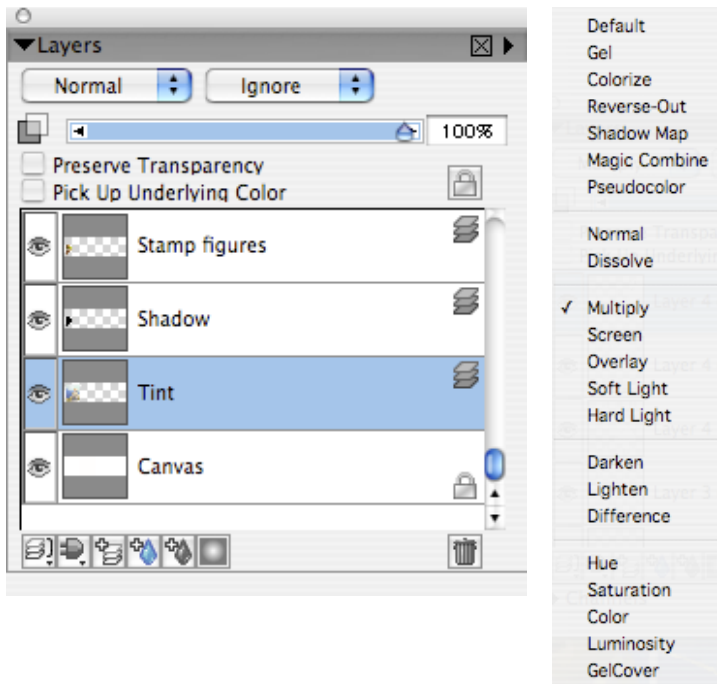 Layers
Normal Ignore
100%
Preserve Transparency
Pick Up Underlying Color
Stamp figures
Shadow
Tint
Canvas
Default
Gel
Colorize
Reverse-Out
Shadow Map
Magic Combine
Pseudocolor
Normal
Dissolve
✓ Multiply
Screen
Overlay
Soft Light
Hard Light
Darken
Lighten
Difference
Hue
Saturation
Color
Luminosity
GelCover